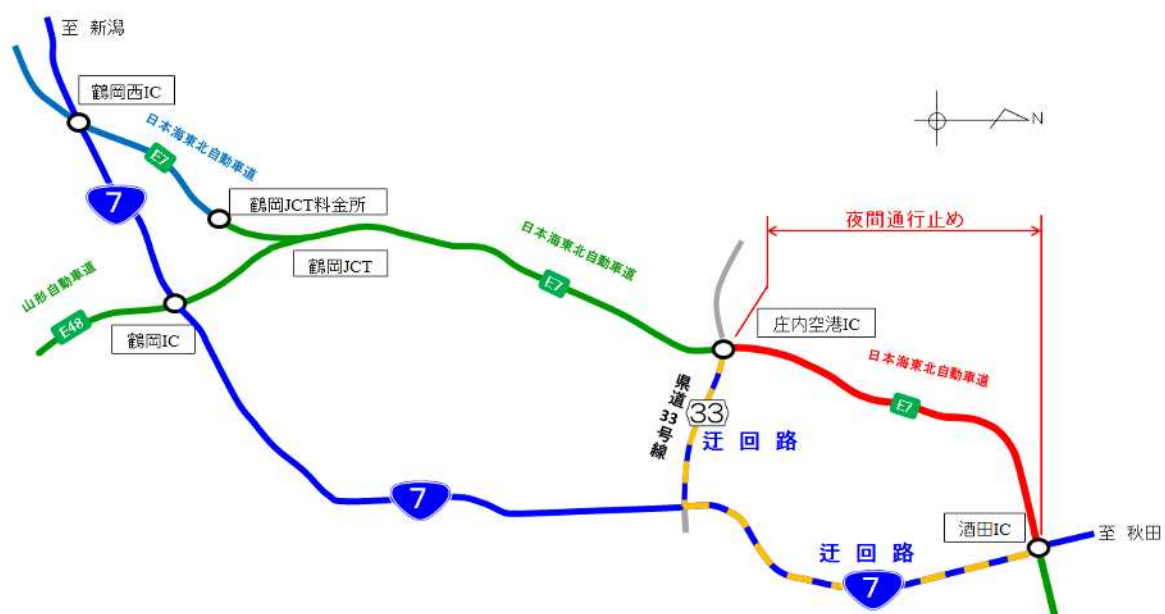 至 新潟
鶴岡西IC
日本海東北自動車道
E7
7
鶴岡JCT料金所
鶴岡JCT
山形自動車道
E48
鶴岡IC
日本海東北自動車道
E7
N
夜間通行止め
庄内空港IC
日本海東北自動車道
E7
県道33号線
33
迂回路
7
迂回路
7
酒田IC
至 秋田